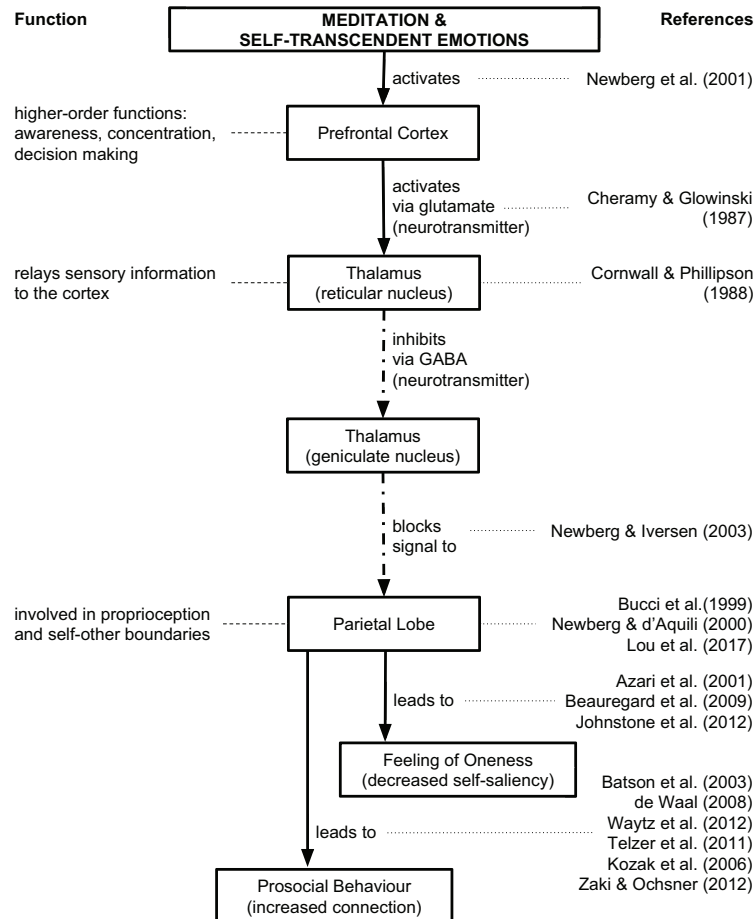 Function
MEDITATION &
SELF-TRANSCENDENT EMOTIONS
References
activates
Newberg et al. (2001)
higher-order functions:
awareness, concentration,
decision making
Prefrontal Cortex
activates
via glutamate
(neurotransmitter)
Cheramy & Glowinski
(1987)
relays sensory information
to the cortex
Thalamus
(reticular nucleus)
Cornwall & Phillipson
(1988)
inhibits
via GABA
(neurotransmitter)
Thalamus
(geniculate nucleus)
blocks
signal to
Newberg & Iversen (2003)
involved in proprioception
and self-other boundaries
Parietal Lobe
Bucci et al.(1999)
Newberg & d'Aquili (2000)
Lou et al. (2017)
leads to
Azari et al. (2001)
Beauregard et al. (2009)
Johnstone et al. (2012)
Feeling of Oneness
(decreased self-saliency)
leads to
Batson et al. (2003)
de Waal (2008)
Waytz et al. (2012)
Telzer et al. (2011)
Kozak et al. (2006)
Zaki & Ochsner (2012)
Prosocial Behaviour
(increased connection)